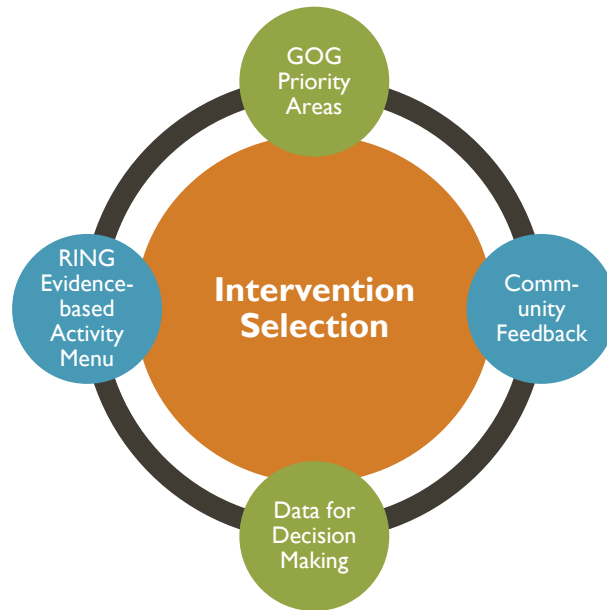 GOG
Priority
Areas
RING
Evidence-
based
Activity
Menu
Intervention
Selection
Comm-
unity
Feedback
Data for
Decision
Making